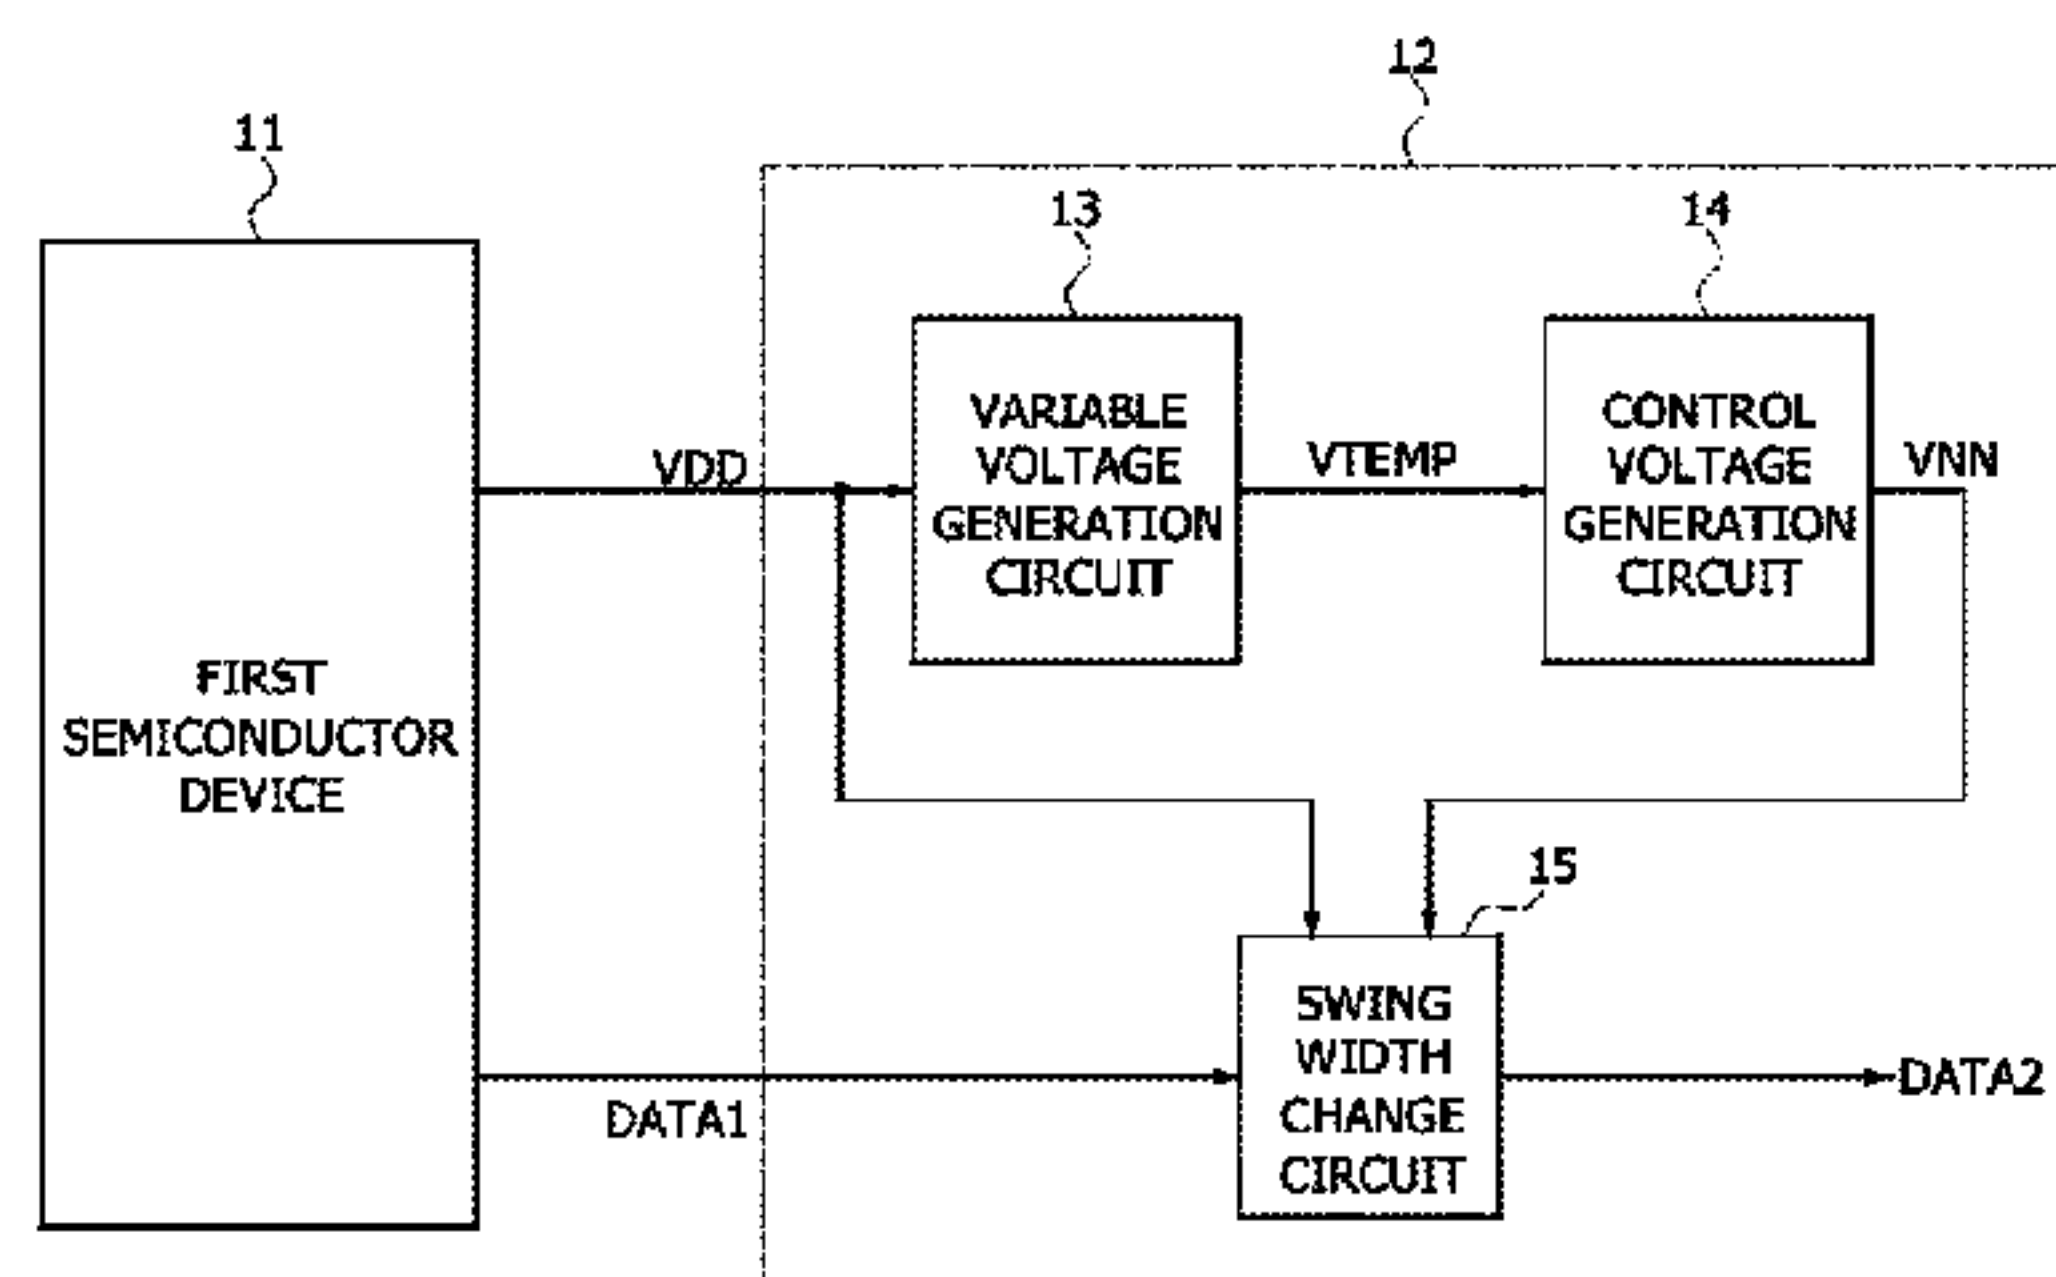 12
11
13
14
VARIABLE
VOLTAGE
GENERATION
CIRCUIT
CONTROL
VOLTAGE
GENERATION
CIRCUIT
VDD
VTEMP
VNN
FIRST
SEMICONDUCTOR
DEVICE
15
SWING
WIDTH
CHANGE
CIRCUIT
DATA1
DATA2